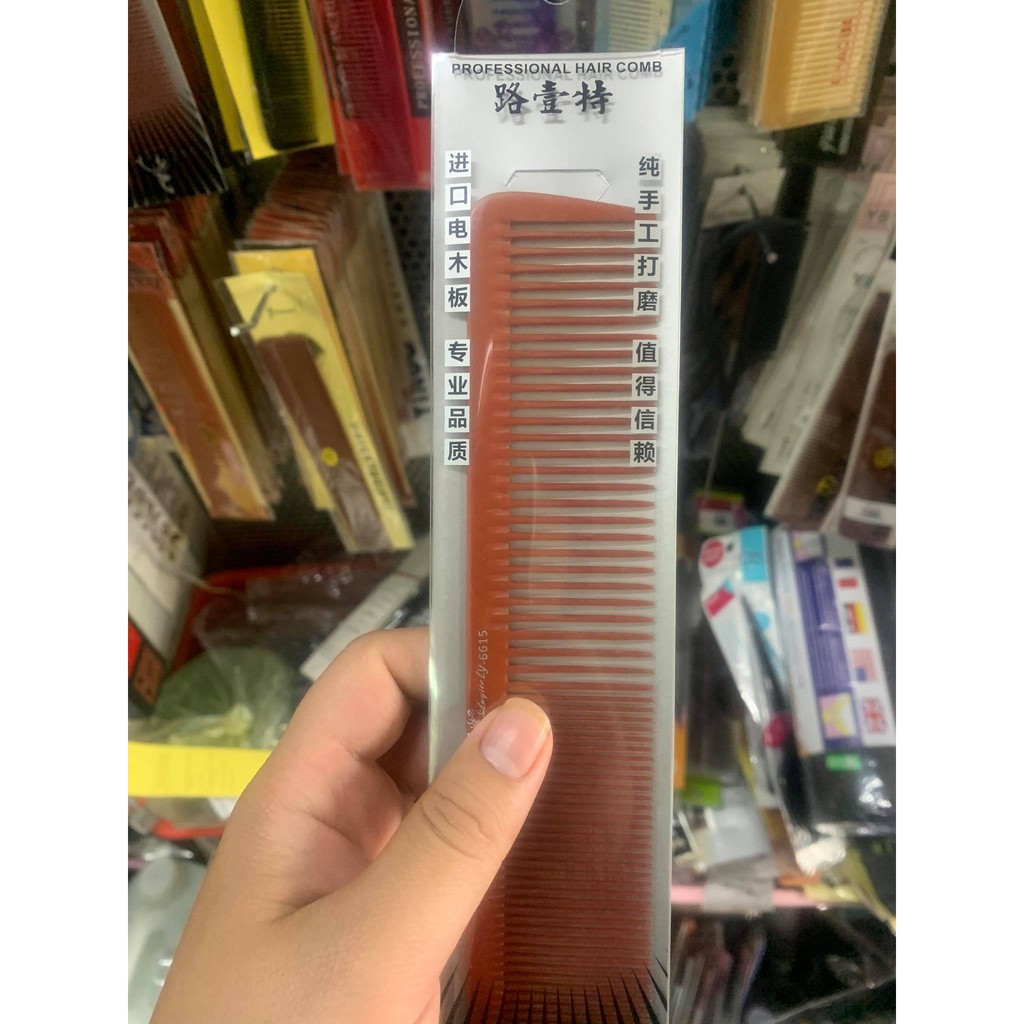 PROFESSIONAL HAIR COMB
路壹特
进口电木板 专业品质
纯手工打磨 值得信赖
LY-6615